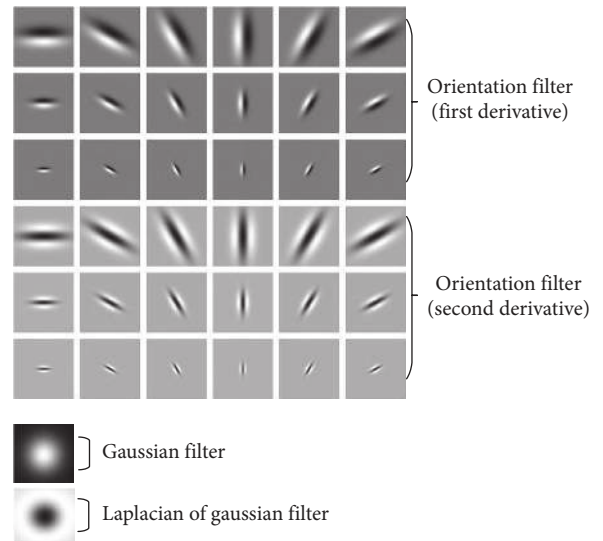 Orientation filter
(first derivative)
Orientation filter
(second derivative)
Gaussian filter
Laplacian of gaussian filter